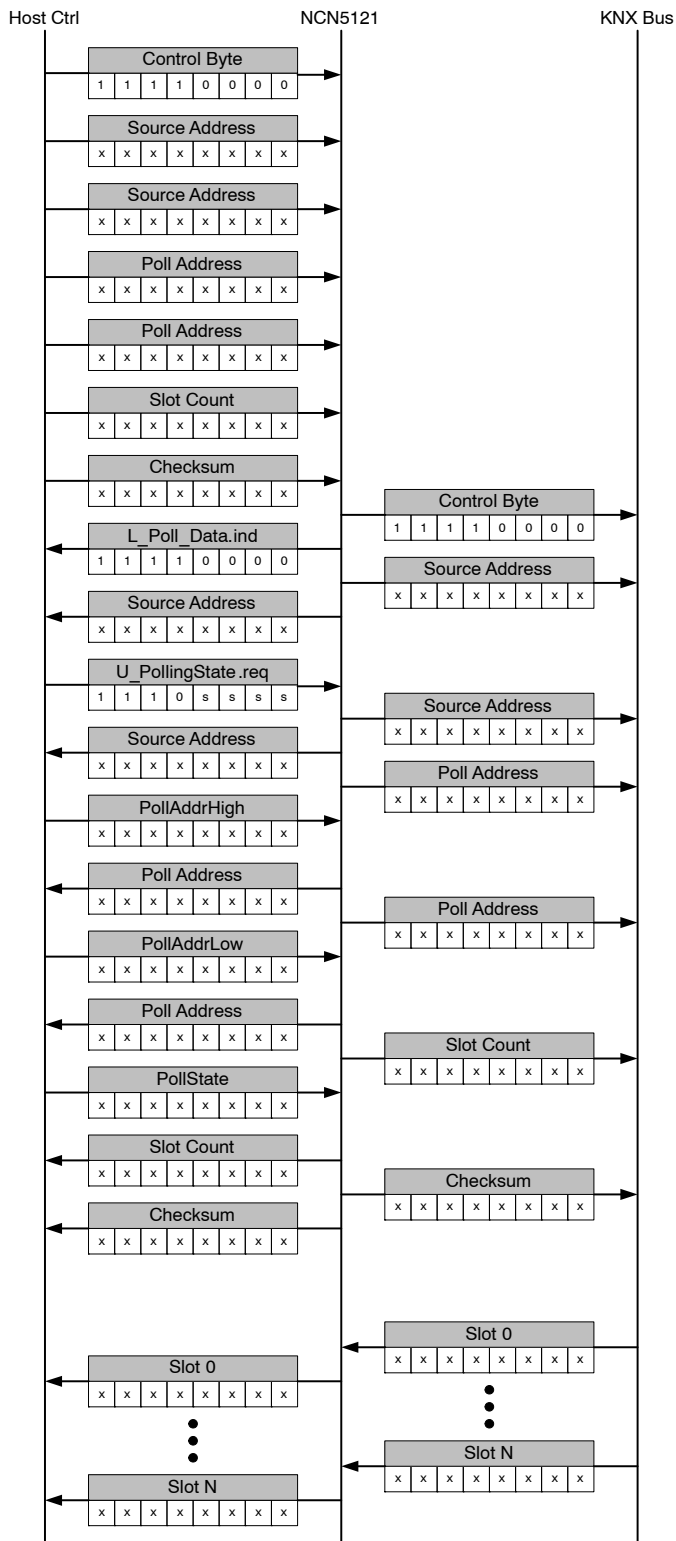 Host Ctrl NCN5121 KNX Bus
Control Byte
1 1 1 1 0 0 0 0
Source Address
x x x x x x x x
Source Address
x x x x x x x x
Poll Address
x x x x x x x x
Poll Address
x x x x x x x x
Slot Count
x x x x x x x x
Checksum
x x x x x x x x
Control Byte
1 1 1 1 0 0 0 0
L_Poll_Data.ind
1 1 1 1 0 0 0 0
Source Address
x x x x x x x x
Source Address
x x x x x x x x
U_PollingState.req
1 1 1 0 s s s s
Source Address
x x x x x x x x
Source Address
x x x x x x x x
Poll Address
x x x x x x x x
PollAddrHigh
x x x x x x x x
Poll Address
x x x x x x x x
Poll Address
x x x x x x x x
PollAddrLow
x x x x x x x x
Poll Address
x x x x x x x x
Slot Count
x x x x x x x x
PollState
x x x x x x x x
Slot Count
x x x x x x x x
Checksum
x x x x x x x x
Checksum
x x x x x x x x
Slot 0
x x x x x x x x
Slot 0
x x x x x x x x
Slot N
x x x x x x x x
Slot N
x x x x x x x x